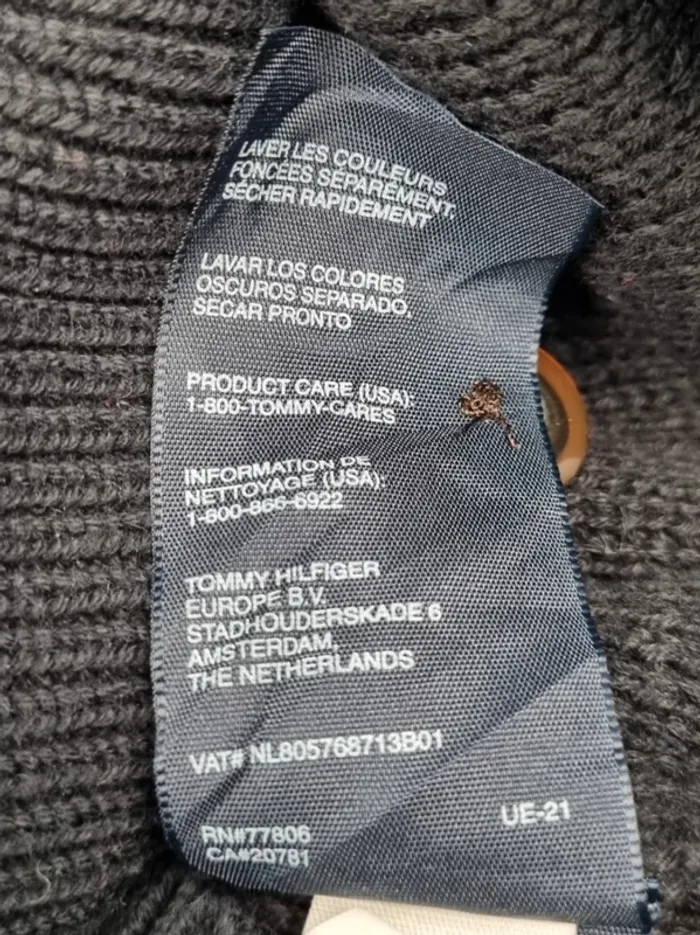 LAVER LES COULEURS
FONCÉES SÉPARÉMENT,
SÉCHER RAPIDEMENT
LAVAR LOS COLORES
OSCUROS SEPARADO,
SECAR PRONTO
PRODUCT CARE (USA):
1-800-TOMMY-CARES
INFORMATION DE
NETTOYAGE (USA):
1-800-866-6922
TOMMY HILFIGER
EUROPE B.V.
STADHOUDERSKADE 6
AMSTERDAM,
THE NETHERLANDS
VAT# NL805768713B01
UE-21
RN#77806
CA#20781